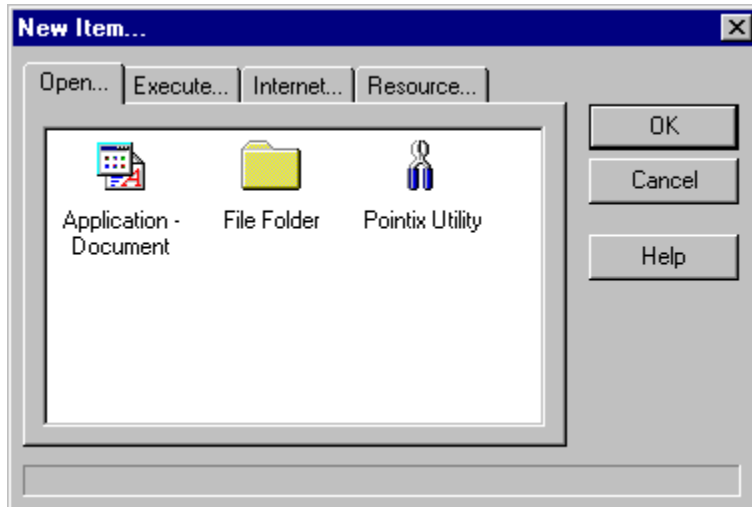 New Item...
Open... Execute... Internet... Resource...
OK
Cancel
Help
Application -
Document
File Folder
Pointix Utility